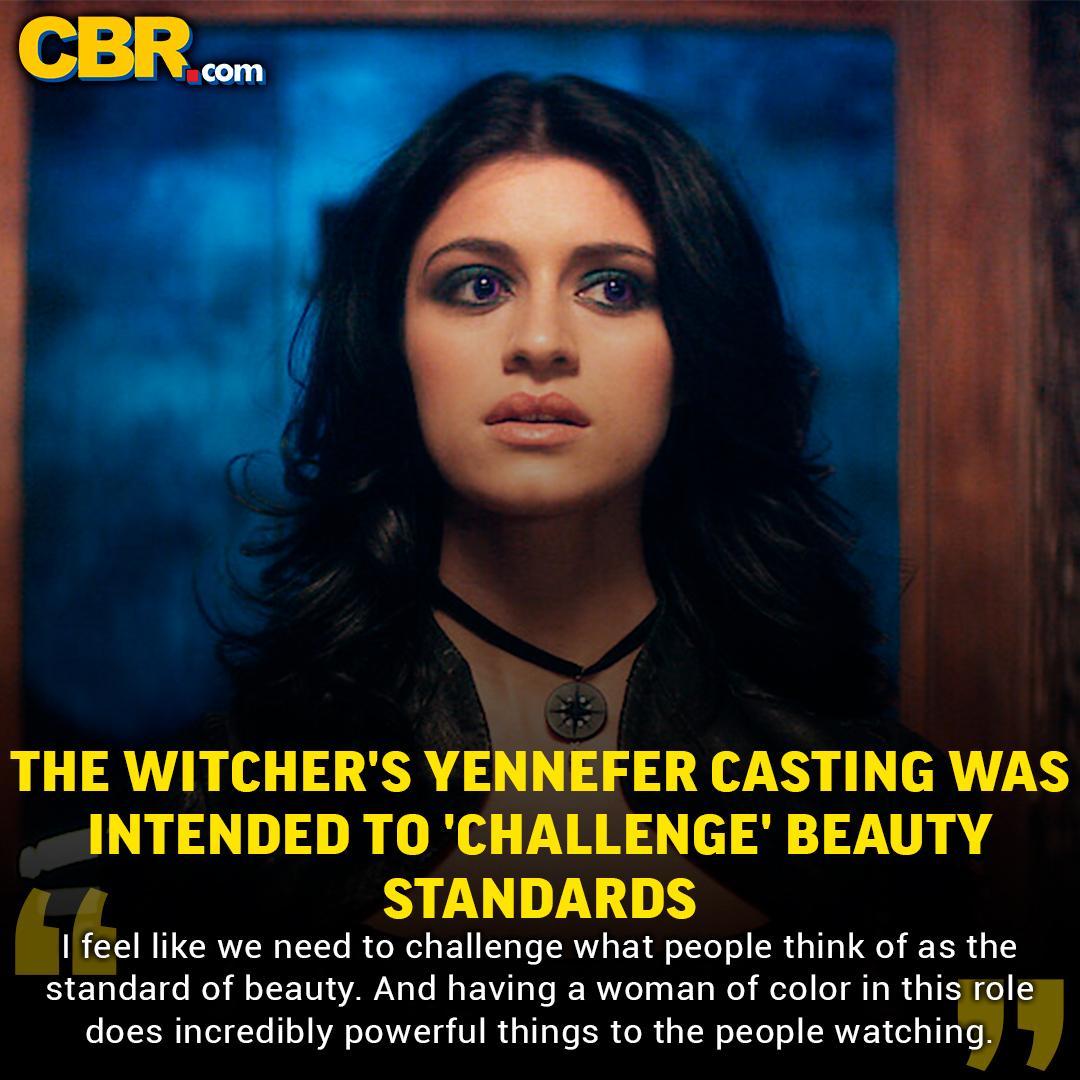 CBR.com
THE WITCHER'S YENNEFER CASTING WAS
INTENDED TO 'CHALLENGE' BEAUTY
STANDARDS
“
I feel like we need to challenge what people think of as the
standard of beauty. And having a woman of color in this role
does incredibly powerful things to the people watching.
”